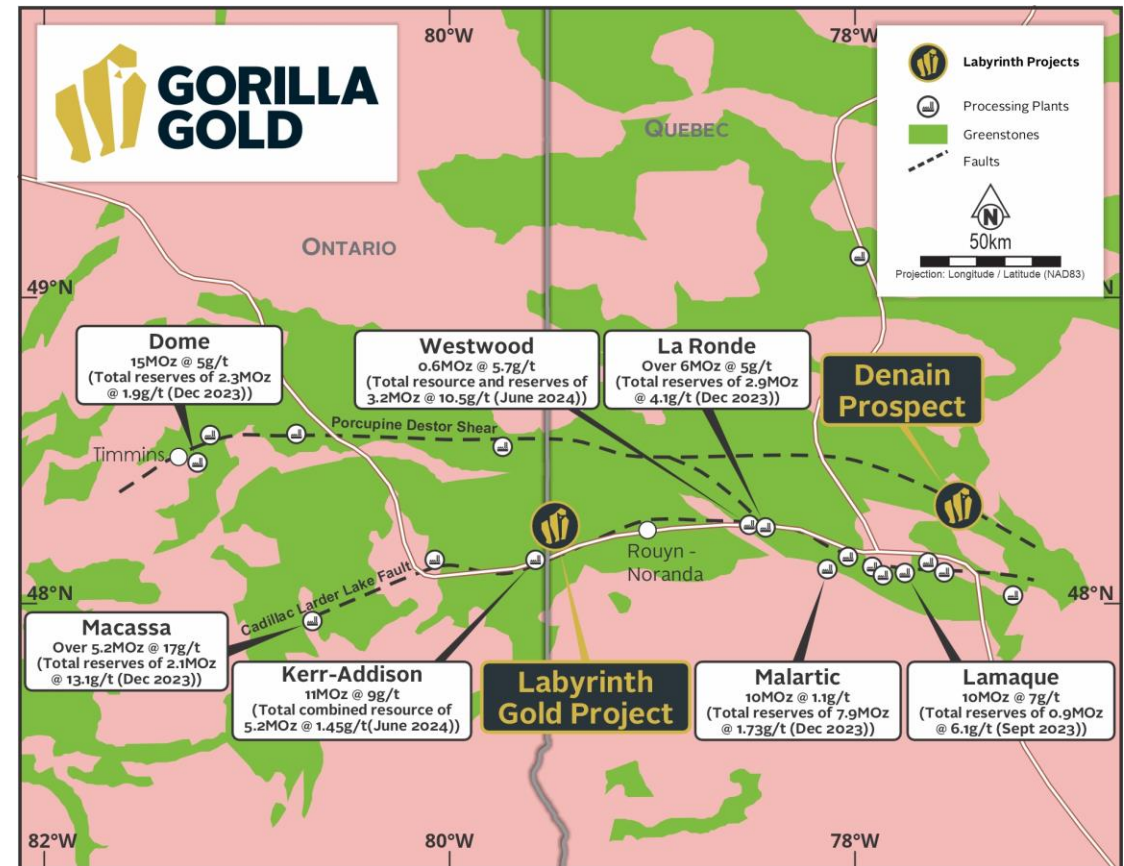 80°W
78°W
GORILLA
GOLD
Labyrinth Projects
Processing Plants
Greenstones
Faults
N
50km
Projection: Longitude / Latitude (NAD83)
QUEBEC
ONTARIO
49°N
N
Dome
15MOz @ 5g/t
(Total reserves of 2.3MOz
@ 1.9g/t (Dec 2023))
Westwood
0.6MOz @ 5.7g/t
(Total resource and reserves of
3.2MOz @ 10.5g/t (June 2024))
La Ronde
Over 6MOz @ 5g/t
(Total reserves of 2.9MOz
@ 4.1g/t (Dec 2023))
Denain
Prospect
Porcupine Destor Shear
Timmins
Rouyn -
Noranda
Cadillac Larder Lake Fault
48°N
48°N
Macassa
Over 5.2MOz @ 17g/t
(Total reserves of 2.1MOz
@ 13.1g/t (Dec 2023))
Kerr-Addison
11MOz @ 9g/t
(Total combined resource of
5.2MOz @ 1.45g/t(June 2024))
Labyrinth
Gold Project
Malartic
10MOz @ 1.1g/t
(Total reserves of 7.9MOz
@ 1.73g/t (Dec 2023))
Lamaque
10MOz @ 7g/t
(Total reserves of 0.9MOz
@ 6.1g/t (Sept 2023))
82°W
80°W
78°W